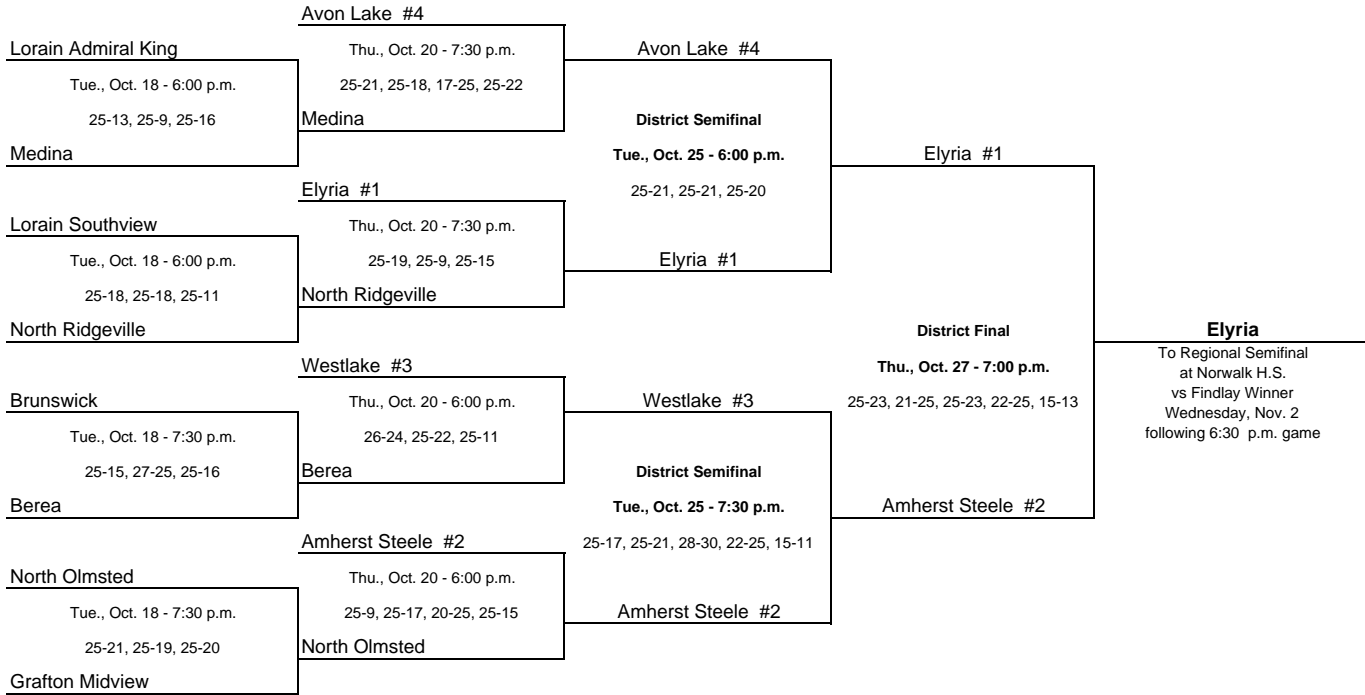 Lorain Admiral King
Tue., Oct. 18 - 6:00 p.m.
25-13, 25-9, 25-16
Medina
Lorain Southview
Tue., Oct. 18 - 6:00 p.m.
25-18, 25-18, 25-11
North Ridgeville
Brunswick
Tue., Oct. 18 - 7:30 p.m.
25-15, 27-25, 25-16
Berea
North Olmsted
Tue., Oct. 18 - 7:30 p.m.
25-21, 25-19, 25-20
Grafton Midview
Avon Lake #4
Thu., Oct. 20 - 7:30 p.m.
25-21, 25-18, 17-25, 25-22
Medina
Elyria #1
Thu., Oct. 20 - 7:30 p.m.
25-19, 25-9, 25-15
North Ridgeville
Westlake #3
Thu., Oct. 20 - 6:00 p.m.
26-24, 25-22, 25-11
Berea
Amherst Steele #2
Thu., Oct. 20 - 6:00 p.m.
25-9, 25-17, 20-25, 25-15
North Olmsted
Avon Lake #4
District Semifinal
Tue., Oct. 25 - 6:00 p.m.
25-21, 25-21, 25-20
Elyria #1
Westlake #3
District Semifinal
Tue., Oct. 25 - 7:30 p.m.
25-17, 25-21, 28-30, 22-25, 15-11
Amherst Steele #2
Elyria #1
District Final
Thu., Oct. 27 - 7:00 p.m.
25-23, 21-25, 25-23, 22-25, 15-13
Amherst Steele #2
Elyria
To Regional Semifinal
at Norwalk H.S.
vs Findlay Winner
Wednesday, Nov. 2
following 6:30 p.m. game